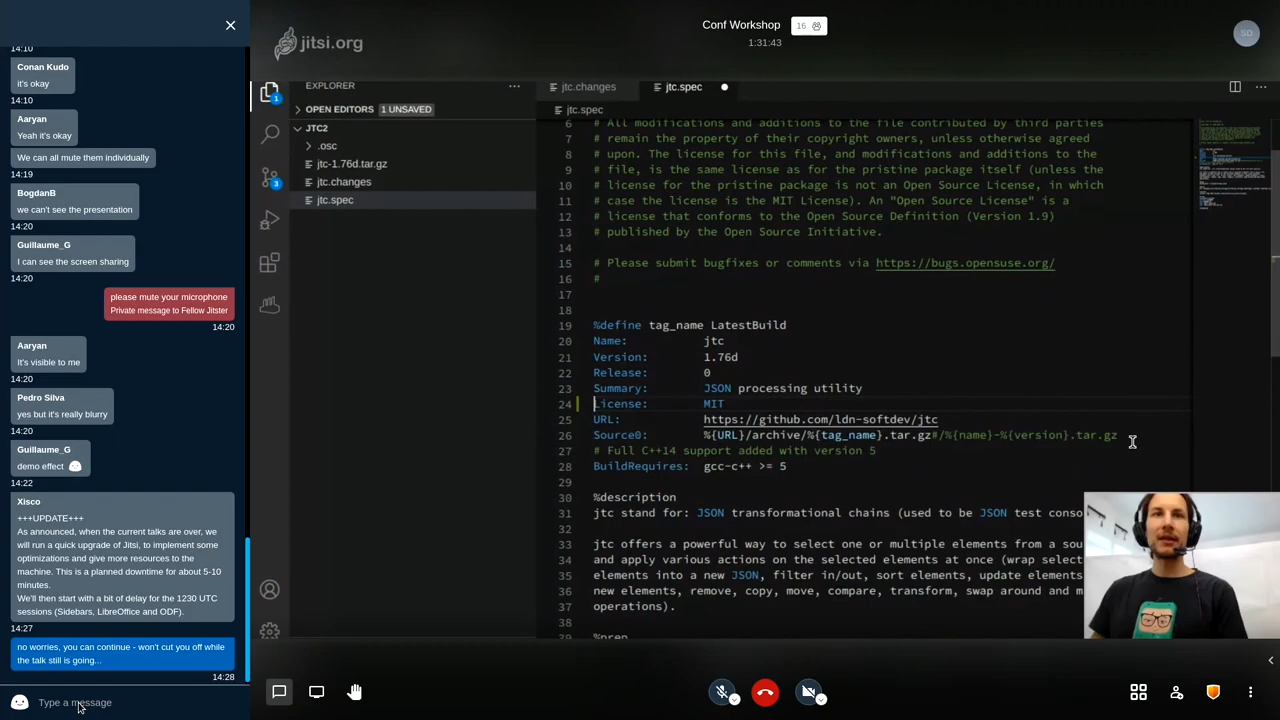 14:10
Conan Kudo
it's okay
14:10
Aaryan
Yeah it's okay
We can all mute them individually
14:19
BogdanB
we can't see the presentation
14:20
Guillaume_G
I can see the screen sharing
14:20
please mute your microphone
Private message to Fellow Jitster
14:20
Aaryan
It's visible to me
14:20
Pedro Silva
yes but it's really blurry
14:20
Guillaume_G
demo effect
14:22
Xisco
+++UPDATE+++
As announced, when the current talks are over, we
will run a quick upgrade of Jitsi, to implement some
optimizations and give more resources to the
machine. This is a planned downtime for about 5-10
minutes.
We'll then start with a bit of delay for the 1230 UTC
sessions (Sidebars, LibreOffice and ODF).
14:27
no worries, you can continue - won't cut you off while
the talk still is going...
14:28
Type a message
jitsi.org
Conf Workshop 16
1:31:43
SD
EXPLORER
OPEN EDITORS 1 UNSAVED
JTC2
.osc
jtc-1.76d.tar.gz
jtc.changes
jtc.spec
1
3
jtc.changes jtc.spec
jtc.spec
6 # All modifications and additions to the file contributed by third parties
7 # remain the property of their copyright owners, unless otherwise agreed
8 # upon. The license for this file, and modifications and additions to the
9 # file, is the same license as for the pristine package itself (unless the
10 # license for the pristine package is not an Open Source License, in which
11 # case the license is the MIT License). An "Open Source License" is a
12 # license that conforms to the Open Source Definition (Version 1.9)
13 # published by the Open Source Initiative.
14
15 # Please submit bugfixes or comments via https://bugs.opensuse.org/
16 #
17
18
19 %define tag_name LatestBuild
20 Name: jtc
21 Version: 1.76d
22 Release: 0
23 Summary: JSON processing utility
24 License: MIT
25 URL: https://github.com/ldn-softdev/jtc
26 Source0: %{URL}/archive/%{tag_name}.tar.gz#/%{name}-%{version}.tar.gz
27 # Full C++14 support added with version 5
28 BuildRequires: gcc-c++ >= 5
29
30 %description
31 jtc stand for: JSON transformational chains (used to be JSON test conso
32
33 jtc offers a powerful way to select one or multiple elements from a sou
34 and apply various actions on the selected elements at once (wrap selec
35 elements into a new JSON, filter in/out, sort elements, update elements
36 new elements, remove, copy, move, compare, transform, swap around and m
37 operations).
38
39 %prep